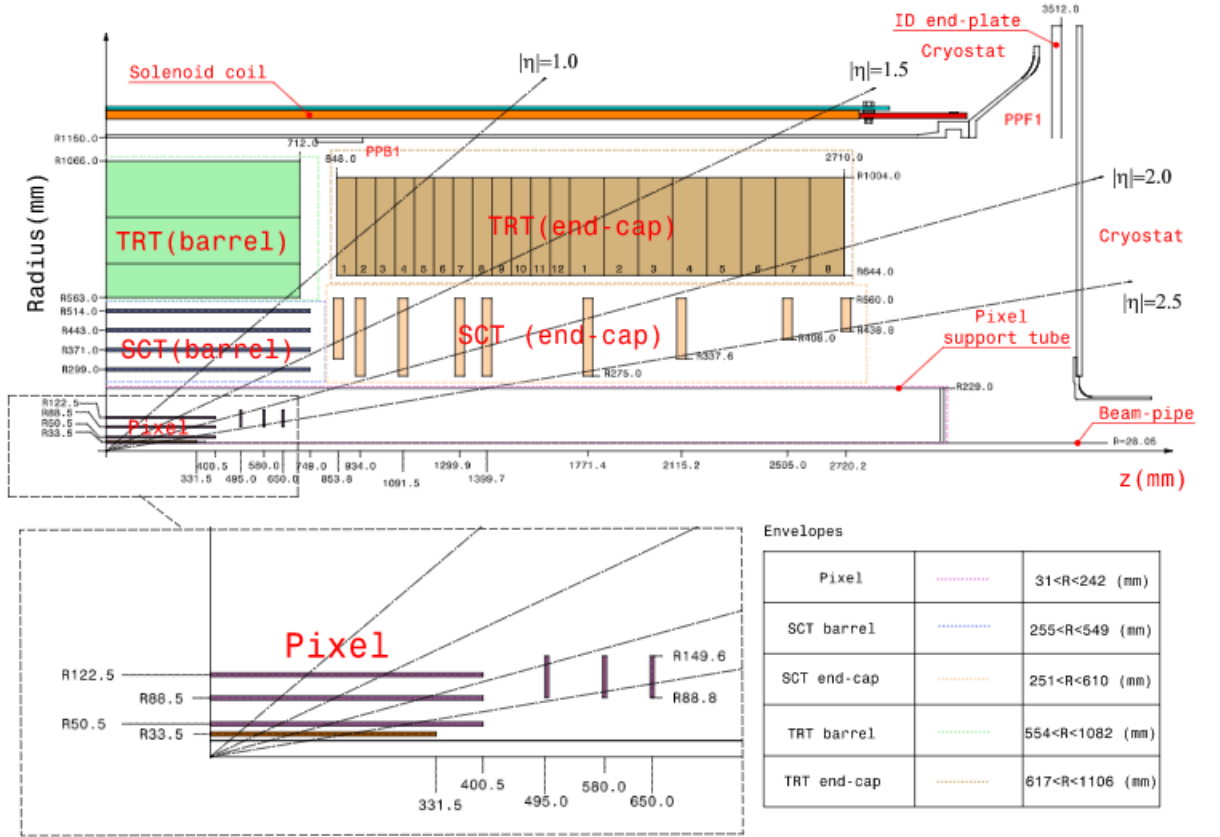 3512.0
ID end-plate
Cryostat
|η|=1.0
|η|=1.5
Solenoid coil
PPF1
R1150.0
712.0
PPB1
R1066.0
848.0
2710.0
R1004.0
|η|=2.0
Radius(mm)
TRT(barrel)
TRT(end-cap)
Cryostat
1 2 3 4 5 6 7 8 9 10 11 12 1 2 3 4 5 6 7 8
R644.0
R563.0
R560.0
|η|=2.5
R514.0
R443.0
SCT (end-cap)
R438.8
R408.0
Pixel
support tube
R371.0
SCT(barrel)
R337.6
R299.0
R275.0
R229.0
R122.5
R88.5
R50.5
R33.5
Pixel
Beam-pipe
R=28.05
400.5
580.0
749.0
934.0
1299.9
1771.4
2115.2
2505.0
2720.2
331.5
495.0
650.0
853.8
1091.5
1399.7
z(mm)
Envelopes
Pixel 31<R<242 (mm)
SCT barrel 255<R<549 (mm)
SCT end-cap 251<R<610 (mm)
TRT barrel 554<R<1082 (mm)
TRT end-cap 617<R<1106 (mm)
Pixel
R149.6
R122.5
R88.5
R88.8
R50.5
R33.5
400.5
580.0
331.5
495.0
650.0